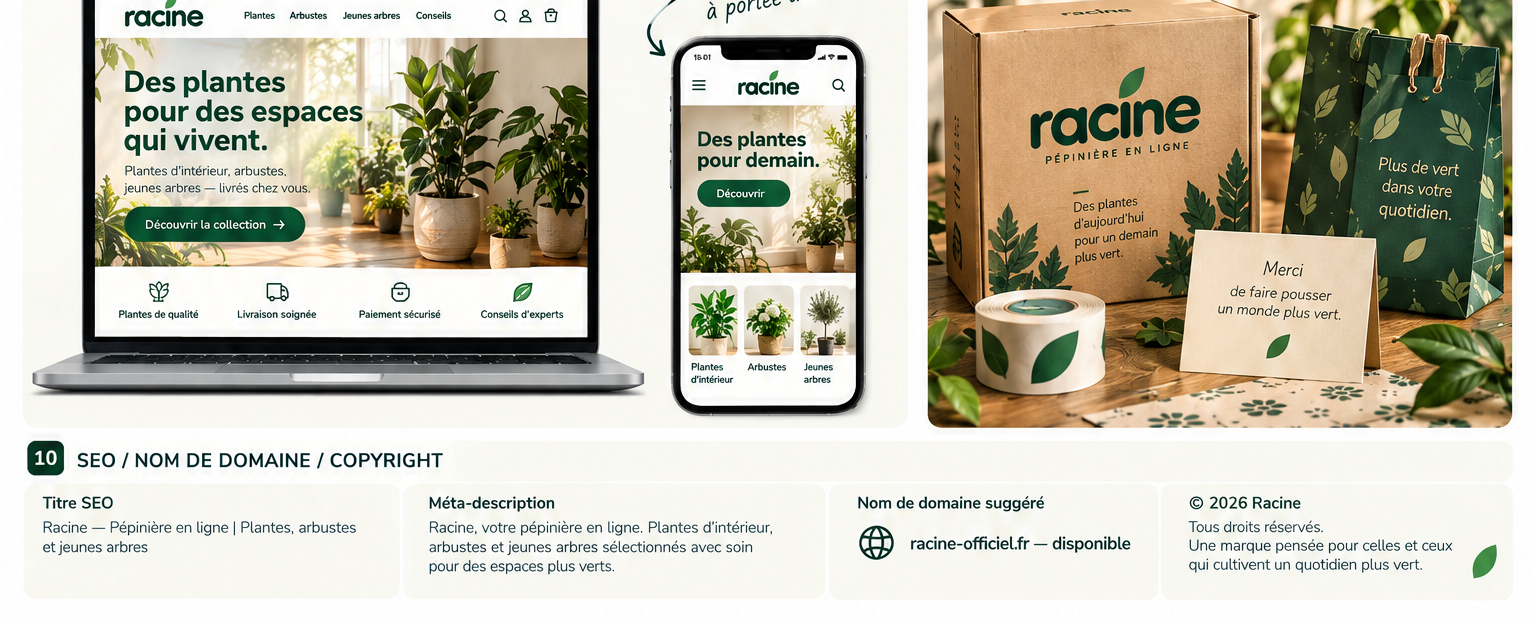 racine
Plantes Arbustes Jeunes arbres Conseils
Des plantes
pour des espaces
qui vivent.
Plantes d'intérieur, arbustes,
jeunes arbres — livrés chez vous.
Découvrir la collection →
Plantes de qualité
Livraison soignée
Paiement sécurisé
Conseils d'experts
à portée
racine
Des plantes
pour demain.
Découvrir
Plantes
d'intérieur
Arbustes
Jeunes
arbres
racine
racine
PÉPINIÈRE EN LIGNE
Des plantes
d'aujourd'hui
pour un demain
plus vert.
Plus de vert
dans votre
quotidien.
Merci
de faire pousser
un monde plus vert.
10 SEO / NOM DE DOMAINE / COPYRIGHT
Titre SEO
Racine — Pépinière en ligne | Plantes, arbustes
et jeunes arbres
Méta-description
Racine, votre pépinière en ligne. Plantes d'intérieur,
arbustes et jeunes arbres sélectionnés avec soin
pour des espaces plus verts.
Nom de domaine suggéré
racine-officiel.fr — disponible
© 2026 Racine
Tous droits réservés.
Une marque pensée pour celles et ceux
qui cultivent un quotidien plus vert.